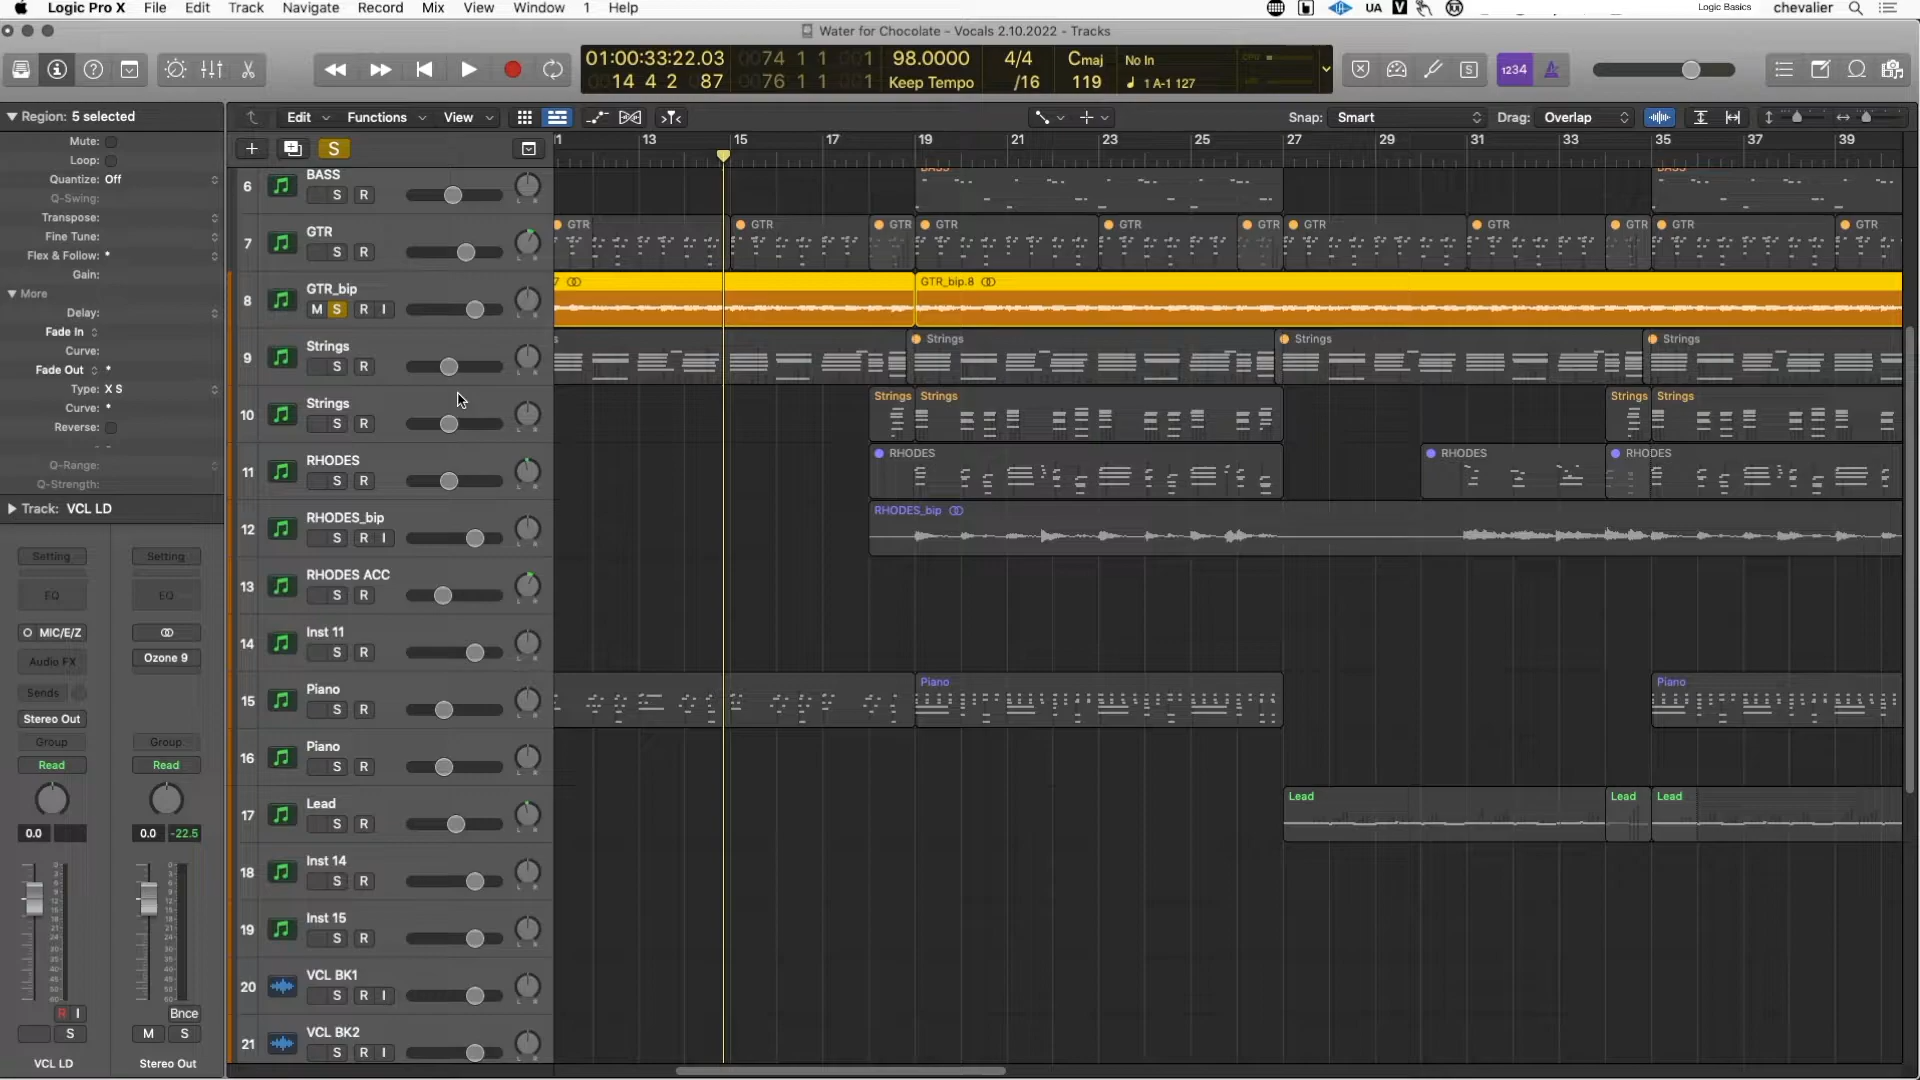 Logic Pro X File Edit Track Navigate Record Mix View Window 1 Help UA V Logic Basics chevalier
Water for Chocolate - Vocals 2.10.2022 - Tracks
01:00:33:22.03 0074 1 1 001 98.0000 4/4 Cmaj No In
14 4 2 87 0076 1 1 001 Keep Tempo /16 119 1 A-1 127
CPU
S 1234
Region: 5 selected
Edit Functions View Snap: Smart Drag: Overlap
Mute:
Loop:
Quantize: Off
Q-Swing:
Transpose:
Fine Tune:
Flex & Follow:
Gain:
More
Delay:
Fade In
Curve:
Fade Out
Type: X S
Curve:
Reverse:
Q-Range:
Q-Strength:
Track: VCL LD
Setting Setting
EQ EQ
MIC/E/Z
Audio FX Ozone 9
Sends
Stereo Out
Group Group
Read Read
0.0 0.0 -22.5
R I Bnce
S M S
VCL LD Stereo Out
S
13 15 17 19 21 23 25 27 29 31 33 35 37 39
6 BASS S R BASS BASS
7 GTR S R GTR GTR GTR GTR GTR GTR GTR GTR GTR GTR GTR
8 GTR_bip M S R I 7 GTR_bip.8
9 Strings S R s Strings Strings Strings
10 Strings S R Strings Strings Strings Strings
11 RHODES S R RHODES RHODES RHODES
12 RHODES_bip S R I RHODES_bip
13 RHODES ACC S R
14 Inst 11 S R
15 Piano S R Piano Piano
16 Piano S R
17 Lead S R Lead Lead Lead
18 Inst 14 S R
19 Inst 15 S R
20 VCL BK1 S R I
21 VCL BK2 S R I